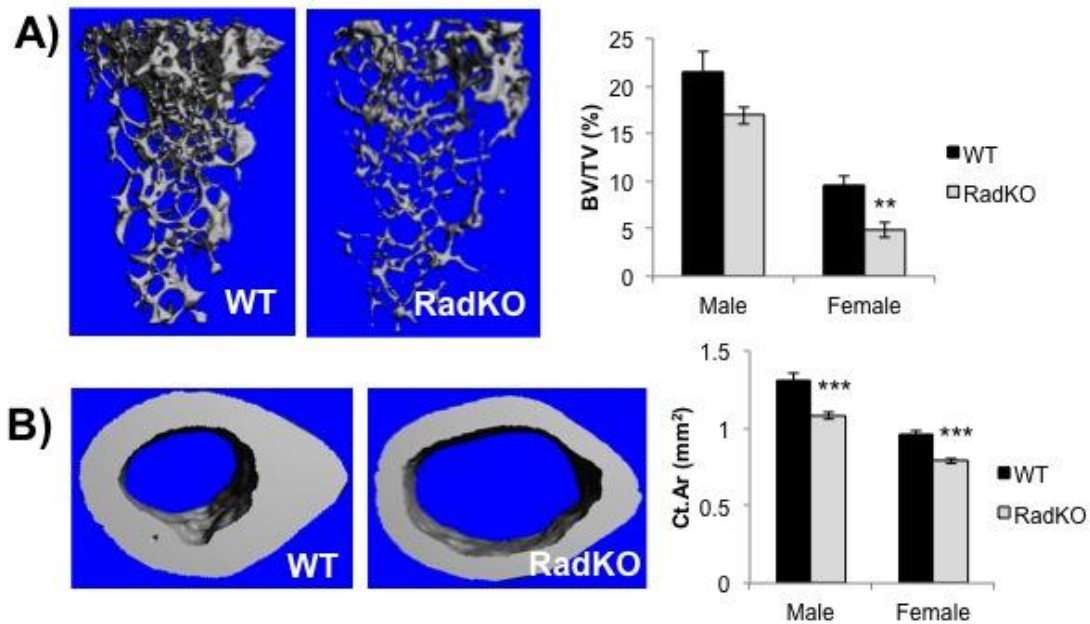 A)
WT
RadKO
BV/TV (%)
25
20
15
10
5
0
**
Male
Female
WT
RadKO
B)
WT
RadKO
Ct.Ar (mm²)
1.5
1
0.5
0
***
***
Male
Female
WT
RadKO